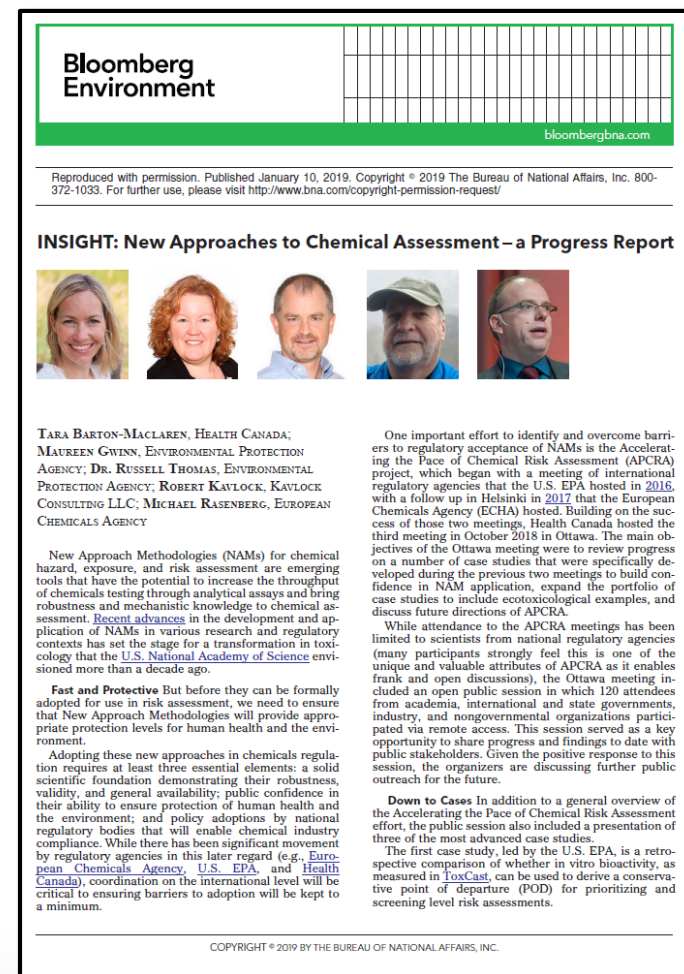 Bloomberg
Environment
bloombergbna.com
Reproduced with permission. Published January 10, 2019. Copyright © 2019 The Bureau of National Affairs, Inc. 800-
372-1033. For further use, please visit http://www.bna.com/copyright-permission-request/
INSIGHT: New Approaches to Chemical Assessment—a Progress Report
TARA BARTON-MACLAREN, HEALTH CANADA;
MAUREEN GWINN, ENVIRONMENTAL PROTECTION
AGENCY; DR. RUSSELL THOMAS, ENVIRONMENTAL
PROTECTION AGENCY; ROBERT KAVLOCK, KAVLOCK
CONSULTING LLC; MICHAEL RASENBERG, EUROPEAN
CHEMICALS AGENCY
New Approach Methodologies (NAMs) for chemical
hazard, exposure, and risk assessment are emerging
tools that have the potential to increase the throughput
of chemicals testing through analytical assays and bring
robustness and mechanistic knowledge to chemical as-
sessment. Recent advances in the development and ap-
plication of NAMs in various research and regulatory
contexts has set the stage for a transformation in toxi-
cology that the U.S. National Academy of Science envi-
sioned more than a decade ago.
Fast and Protective But before they can be formally
adopted for use in risk assessment, we need to ensure
that New Approach Methodologies will provide appro-
priate protection levels for human health and the envi-
ronment.
Adopting these new approaches in chemicals regula-
tion requires at least three essential elements: a solid
scientific foundation demonstrating their robustness,
validity, and general availability; public confidence in
their ability to ensure protection of human health and
the environment; and policy adoptions by national
regulatory bodies that will enable chemical industry
compliance. While there has been significant movement
by regulatory agencies in this later regard (e.g., Euro-
pean Chemicals Agency, U.S. EPA, and Health
Canada), coordination on the international level will be
critical to ensuring barriers to adoption will be kept to
a minimum.
One important effort to identify and overcome barri-
ers to regulatory acceptance of NAMs is the Accelerat-
ing the Pace of Chemical Risk Assessment (APCRA)
project, which began with a meeting of international
regulatory agencies that the U.S. EPA hosted in 2016,
with a follow up in Helsinki in 2017 that the European
Chemicals Agency (ECHA) hosted. Building on the suc-
cess of those two meetings, Health Canada hosted the
third meeting in October 2018 in Ottawa. The main ob-
jectives of the Ottawa meeting were to review progress
on a number of case studies that were specifically de-
veloped during the previous two meetings to build con-
fidence in NAM application, expand the portfolio of
case studies to include ecotoxicological examples, and
discuss future directions of APCRA.
While attendance to the APCRA meetings has been
limited to scientists from national regulatory agencies
(many participants strongly feel this is one of the
unique and valuable attributes of APCRA as it enables
frank and open discussions), the Ottawa meeting in-
cluded an open public session in which 120 attendees
from academia, international and state governments,
industry, and nongovernmental organizations partici-
pated via remote access. This session served as a key
opportunity to share progress and findings to date with
public stakeholders. Given the positive response to this
session, the organizers are discussing further public
outreach for the future.
Down to Cases In addition to a general overview of
the Accelerating the Pace of Chemical Risk Assessment
effort, the public session also included a presentation of
three of the most advanced case studies.
The first case study, led by the U.S. EPA, is a retro-
spective comparison of whether in vitro bioactivity, as
measured in ToxCast, can be used to derive a conserva-
tive point of departure (POD) for prioritizing and
screening level risk assessments.
COPYRIGHT © 2019 BY THE BUREAU OF NATIONAL AFFAIRS, INC.